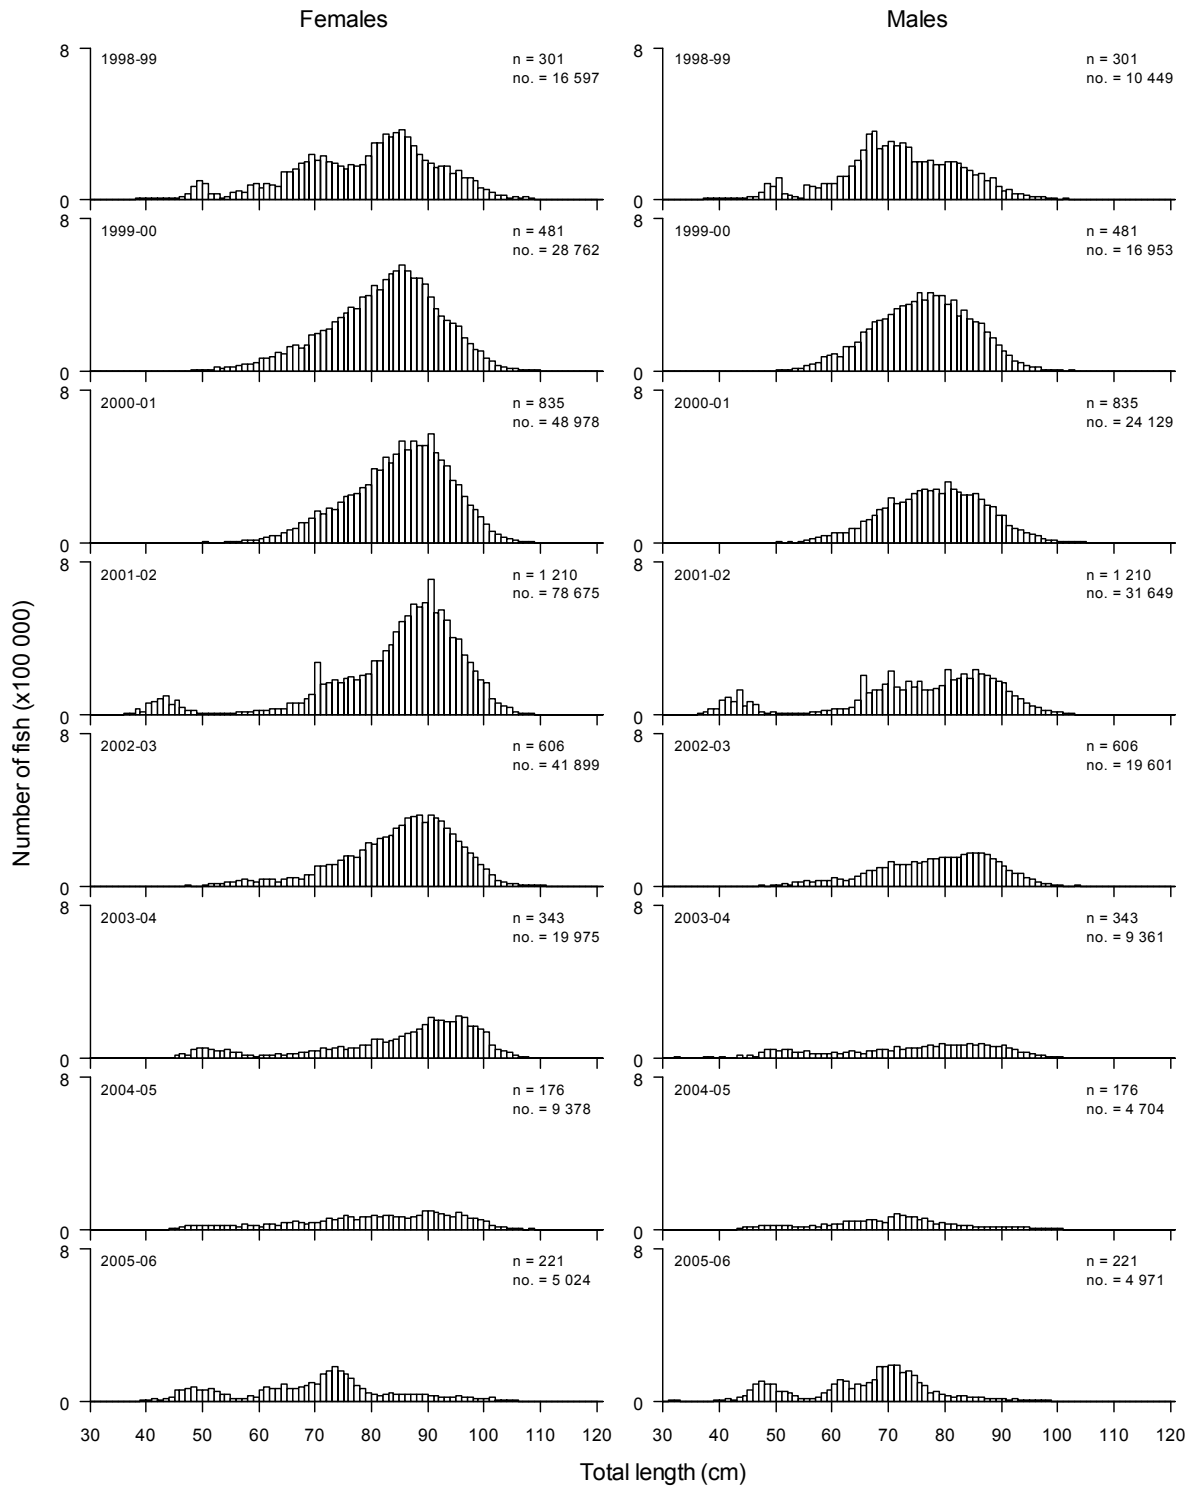 Females Males
8 1998-99 n = 301 8 1998-99 n = 301
no. = 16 597 no. = 10 449
0 0
8 1999-00 n = 481 8 1999-00 n = 481
no. = 28 762 no. = 16 953
0 0
8 2000-01 n = 835 8 2000-01 n = 835
no. = 48 978 no. = 24 129
0 0
8 2001-02 n = 1 210 8 2001-02 n = 1 210
no. = 78 675 no. = 31 649
0 0
8 2002-03 n = 606 8 2002-03 n = 606
no. = 41 899 no. = 19 601
0 0
8 2003-04 n = 343 8 2003-04 n = 343
no. = 19 975 no. = 9 361
0 0
8 2004-05 n = 176 8 2004-05 n = 176
no. = 9 378 no. = 4 704
0 0
8 2005-06 n = 221 8 2005-06 n = 221
no. = 5 024 no. = 4 971
0 0
30 40 50 60 70 80 90 100 110 120 30 40 50 60 70 80 90 100 110 120
Total length (cm)
Number of fish (x100 000)